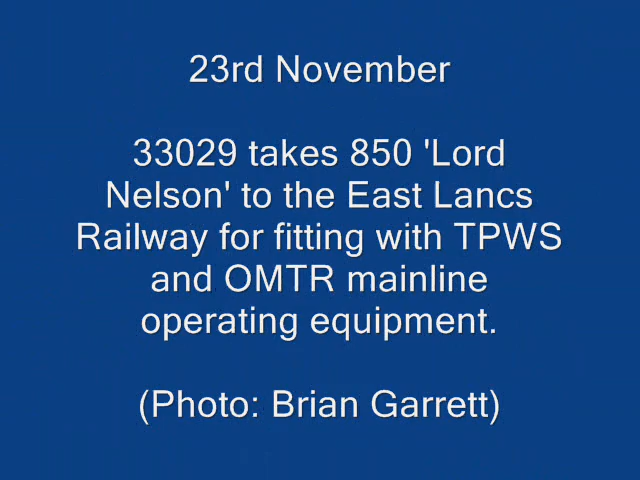 23rd November
33029 takes 850 'Lord
Nelson' to the East Lancs
Railway for fitting with TPWS
and OMTR mainline
operating equipment.
(Photo: Brian Garrett)